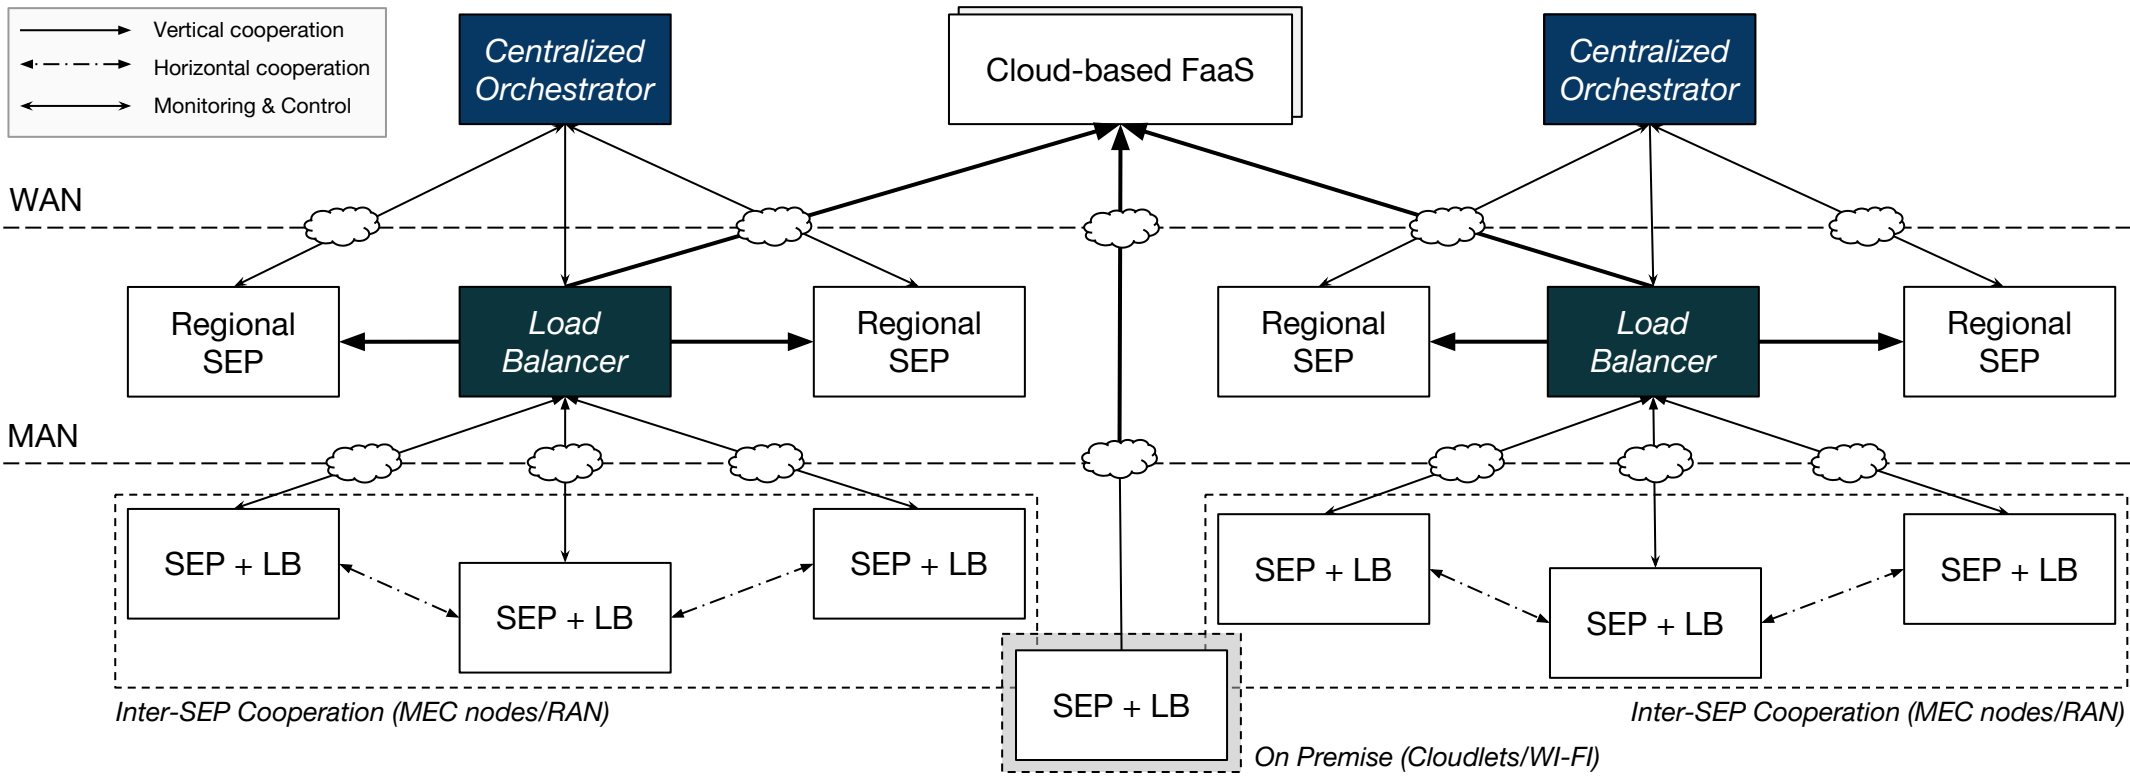 Vertical cooperation
Horizontal cooperation
Monitoring & Control
Centralized
Orchestrator
Cloud-based FaaS
Centralized
Orchestrator
WAN
Regional
SEP
Load
Balancer
Regional
SEP
Regional
SEP
Load
Balancer
Regional
SEP
MAN
SEP + LB
SEP + LB
SEP + LB
SEP + LB
SEP + LB
SEP + LB
SEP + LB
Inter-SEP Cooperation (MEC nodes/RAN)
Inter-SEP Cooperation (MEC nodes/RAN)
On Premise (Cloudlets/WI-FI)